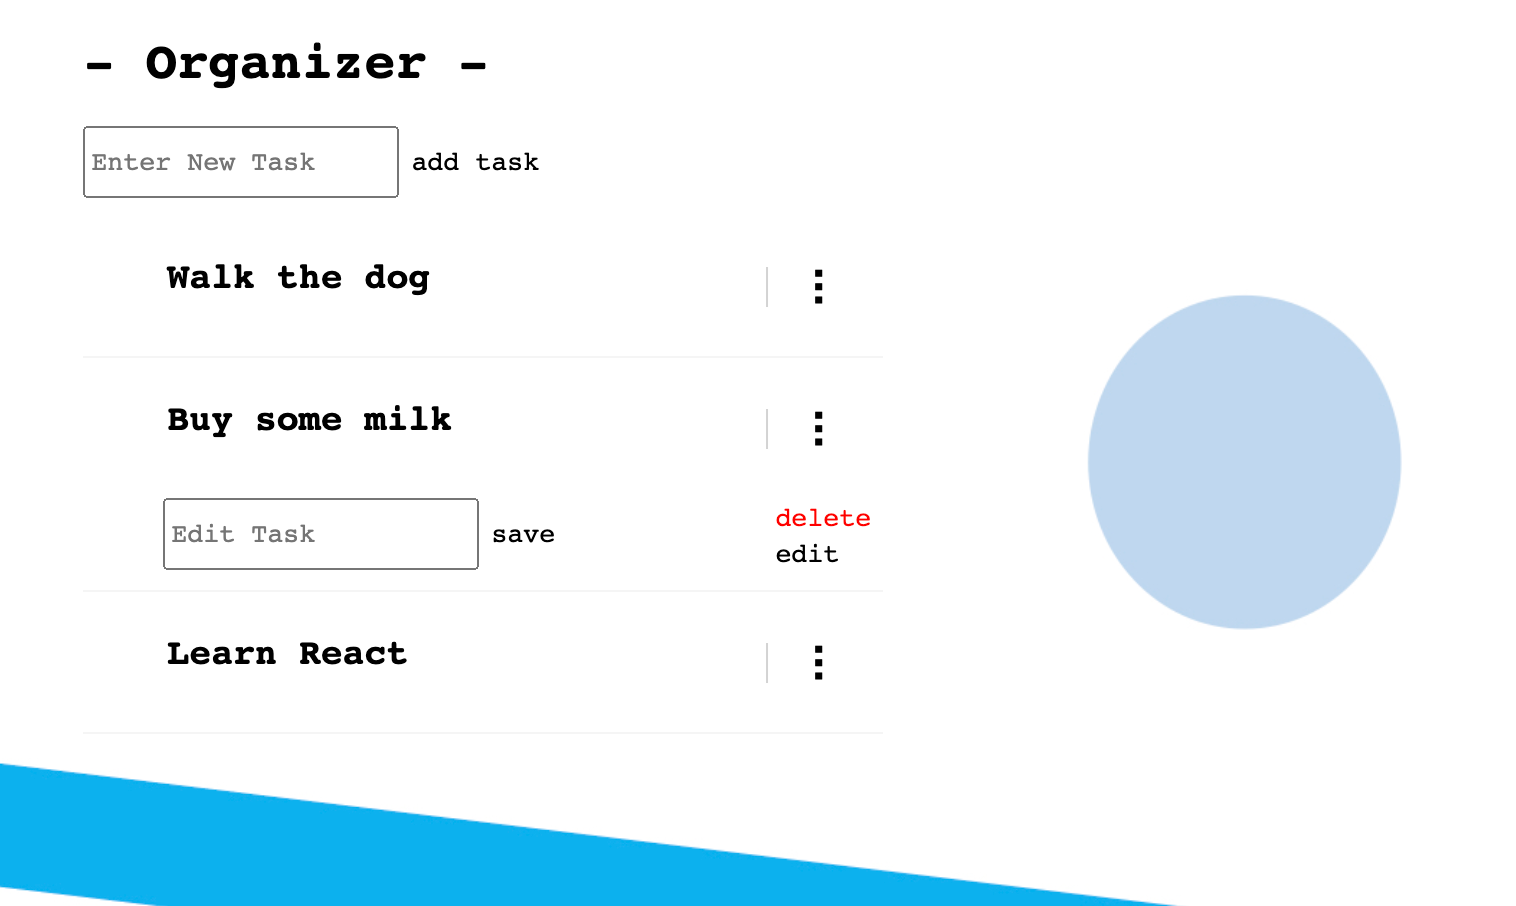 - Organizer -
Enter New Task add task
Walk the dog
Buy some milk
Edit Task save
delete
edit
Learn React